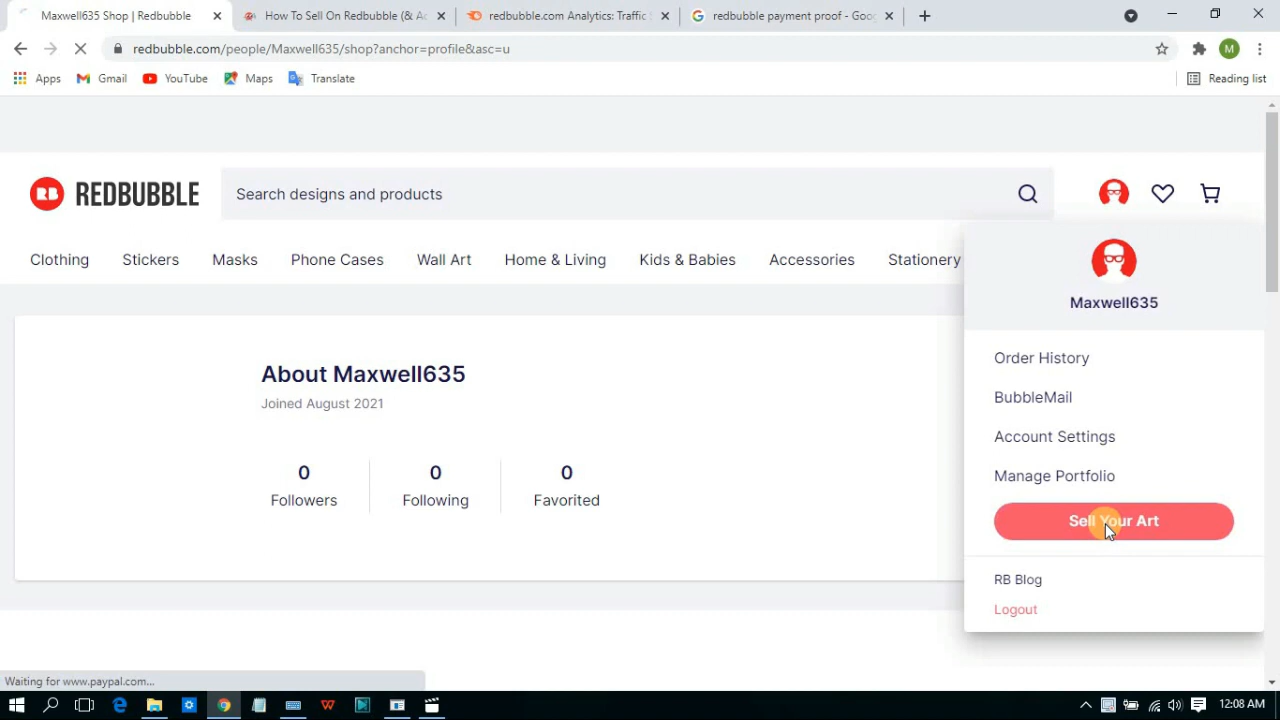 Maxwell635 Shop | Redbubble
How To Sell On Redbubble (& Ac
redbubble.com Analytics: Traffic
redbubble payment proof - Goo
redbubble.com/people/Maxwell635/shop?anchor=profile&asc=u
M
Apps
Gmail
YouTube
Maps
Translate
Reading list
RB REDBUBBLE
Search designs and products
Clothing
Stickers
Masks
Phone Cases
Wall Art
Home & Living
Kids & Babies
Accessories
Stationery
Maxwell635
About Maxwell635
Joined August 2021
0
Followers
0
Following
0
Favorited
Order History
BubbleMail
Account Settings
Manage Portfolio
Sell Your Art
RB Blog
Logout
Waiting for www.paypal.com...
12:08 AM